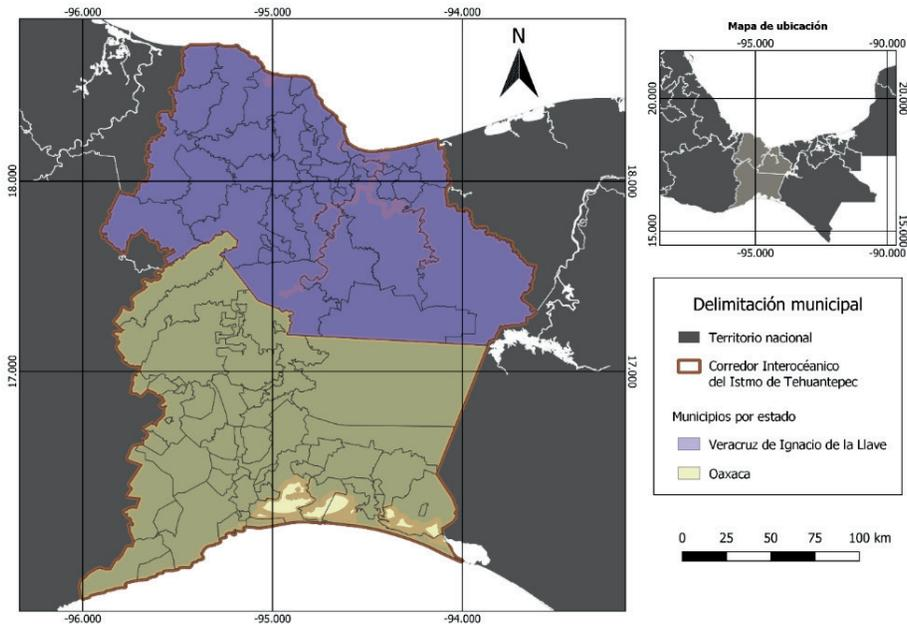 -96.000 -95.000 -94.000
N
18.000 18.000
17.000 17.000
-96.000 -95.000 -94.000
Mapa de ubicación
-95.000 -90.000
20.000 20.000
15.000 15.000
-95.000 -90.000
Delimitación municipal
Territorio nacional
Corredor Interocéanico
del Istmo de Tehuantepec
Municipios por estado
Veracruz de Ignacio de la Llave
Oaxaca
0 25 50 75 100 km